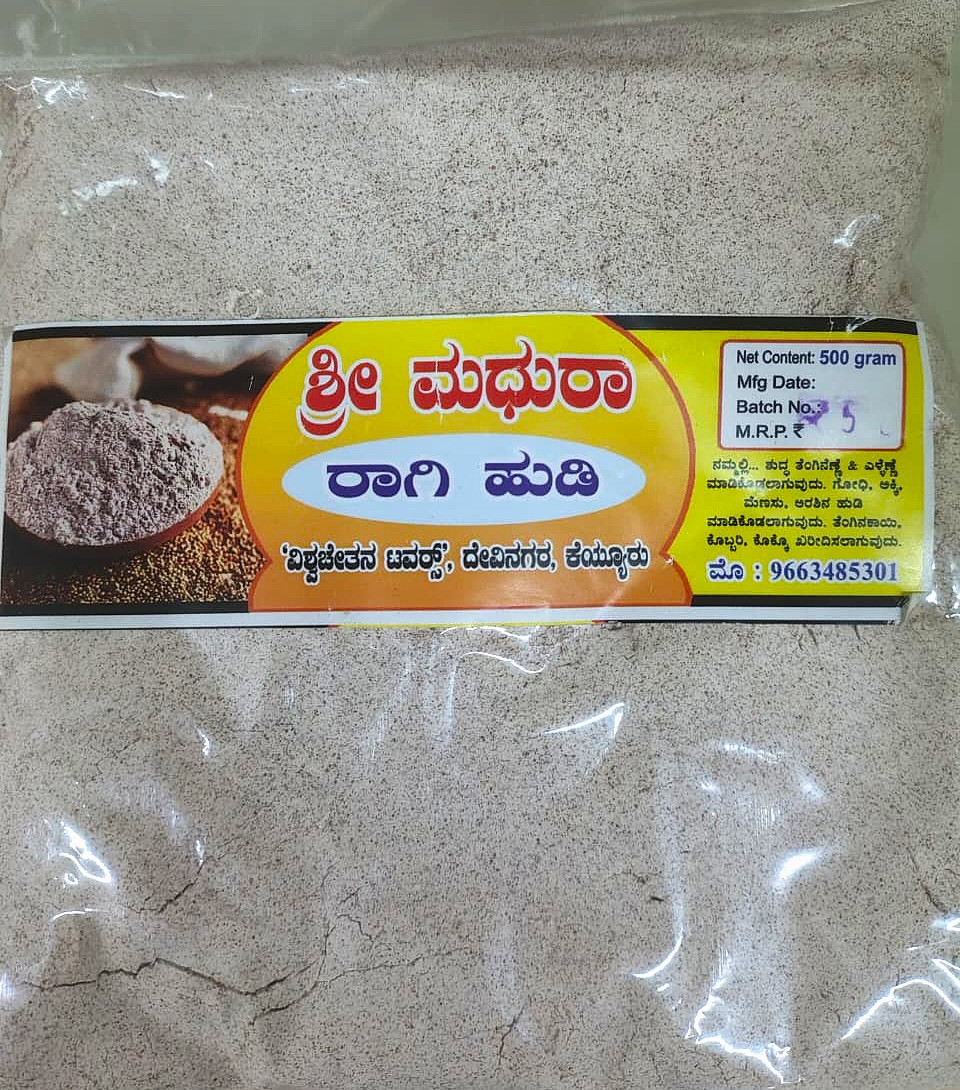 ಶ್ರೀ ಮಧುರಾ
ರಾಗಿ ಹುಡಿ
'ವಿಶ್ವಚೇತನ ಟವರ್ಸ್', ದೇವಿನಗರ, ಕೆಯ್ಯೂರು
Net Content: 500 gram
Mfg Date:
Batch No.:
M.R.P. ₹
ನಮ್ಮಲ್ಲಿ... ಶುದ್ಧ ತೆಂಗಿನೆಣ್ಣೆ & ಎಳ್ಳೆಣ್ಣೆ
ಮಾಡಿಕೊಡಲಾಗುವುದು. ಗೋಧಿ, ಅಕ್ಕಿ,
ಮೆಣಸು, ಅರಶಿನ ಹುಡಿ
ಮಾಡಿಕೊಡಲಾಗುವುದು. ತೆಂಗಿನಕಾಯಿ,
ಕೊಬ್ಬರಿ, ಕೊಕ್ಕೊ ಖರೀದಿಸಲಾಗುವುದು.
ಮೊ : 9663485301